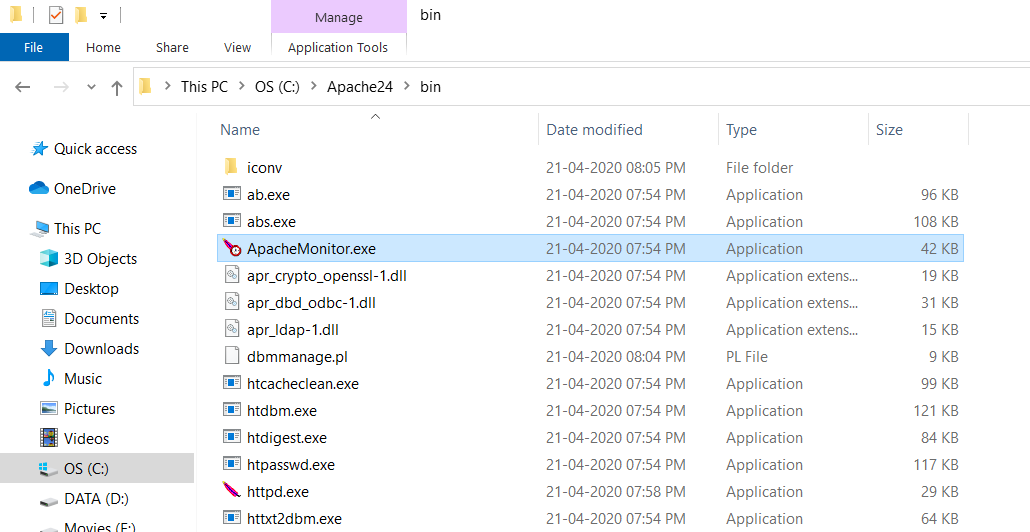 Manage bin
File Home Share View Application Tools
This PC OS (C:) Apache24 bin
Name Date modified Type Size
Quick access
OneDrive
This PC
3D Objects
Desktop
Documents
Downloads
Music
Pictures
Videos
OS (C:)
DATA (D:)
Movies (E:)
iconv 21-04-2020 08:05 PM File folder
ab.exe 21-04-2020 07:54 PM Application 96 KB
abs.exe 21-04-2020 07:54 PM Application 108 KB
ApacheMonitor.exe 21-04-2020 07:54 PM Application 42 KB
apr_crypto_openssl-1.dll 21-04-2020 07:54 PM Application extens... 19 KB
apr_dbd_odbc-1.dll 21-04-2020 07:54 PM Application extens... 31 KB
apr_ldap-1.dll 21-04-2020 07:54 PM Application extens... 15 KB
dbmmanage.pl 21-04-2020 08:04 PM PL File 9 KB
htcacheclean.exe 21-04-2020 07:54 PM Application 99 KB
htdbm.exe 21-04-2020 07:54 PM Application 121 KB
htdigest.exe 21-04-2020 07:54 PM Application 84 KB
htpasswd.exe 21-04-2020 07:54 PM Application 117 KB
httpd.exe 21-04-2020 07:58 PM Application 29 KB
httxt2dbm.exe 21-04-2020 07:54 PM Application 64 KB